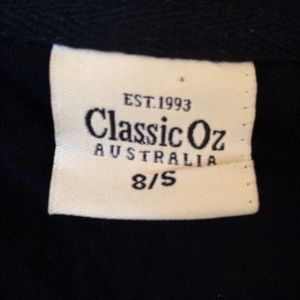 EST.1993
Classic Oz
AUSTRALIA
8/S